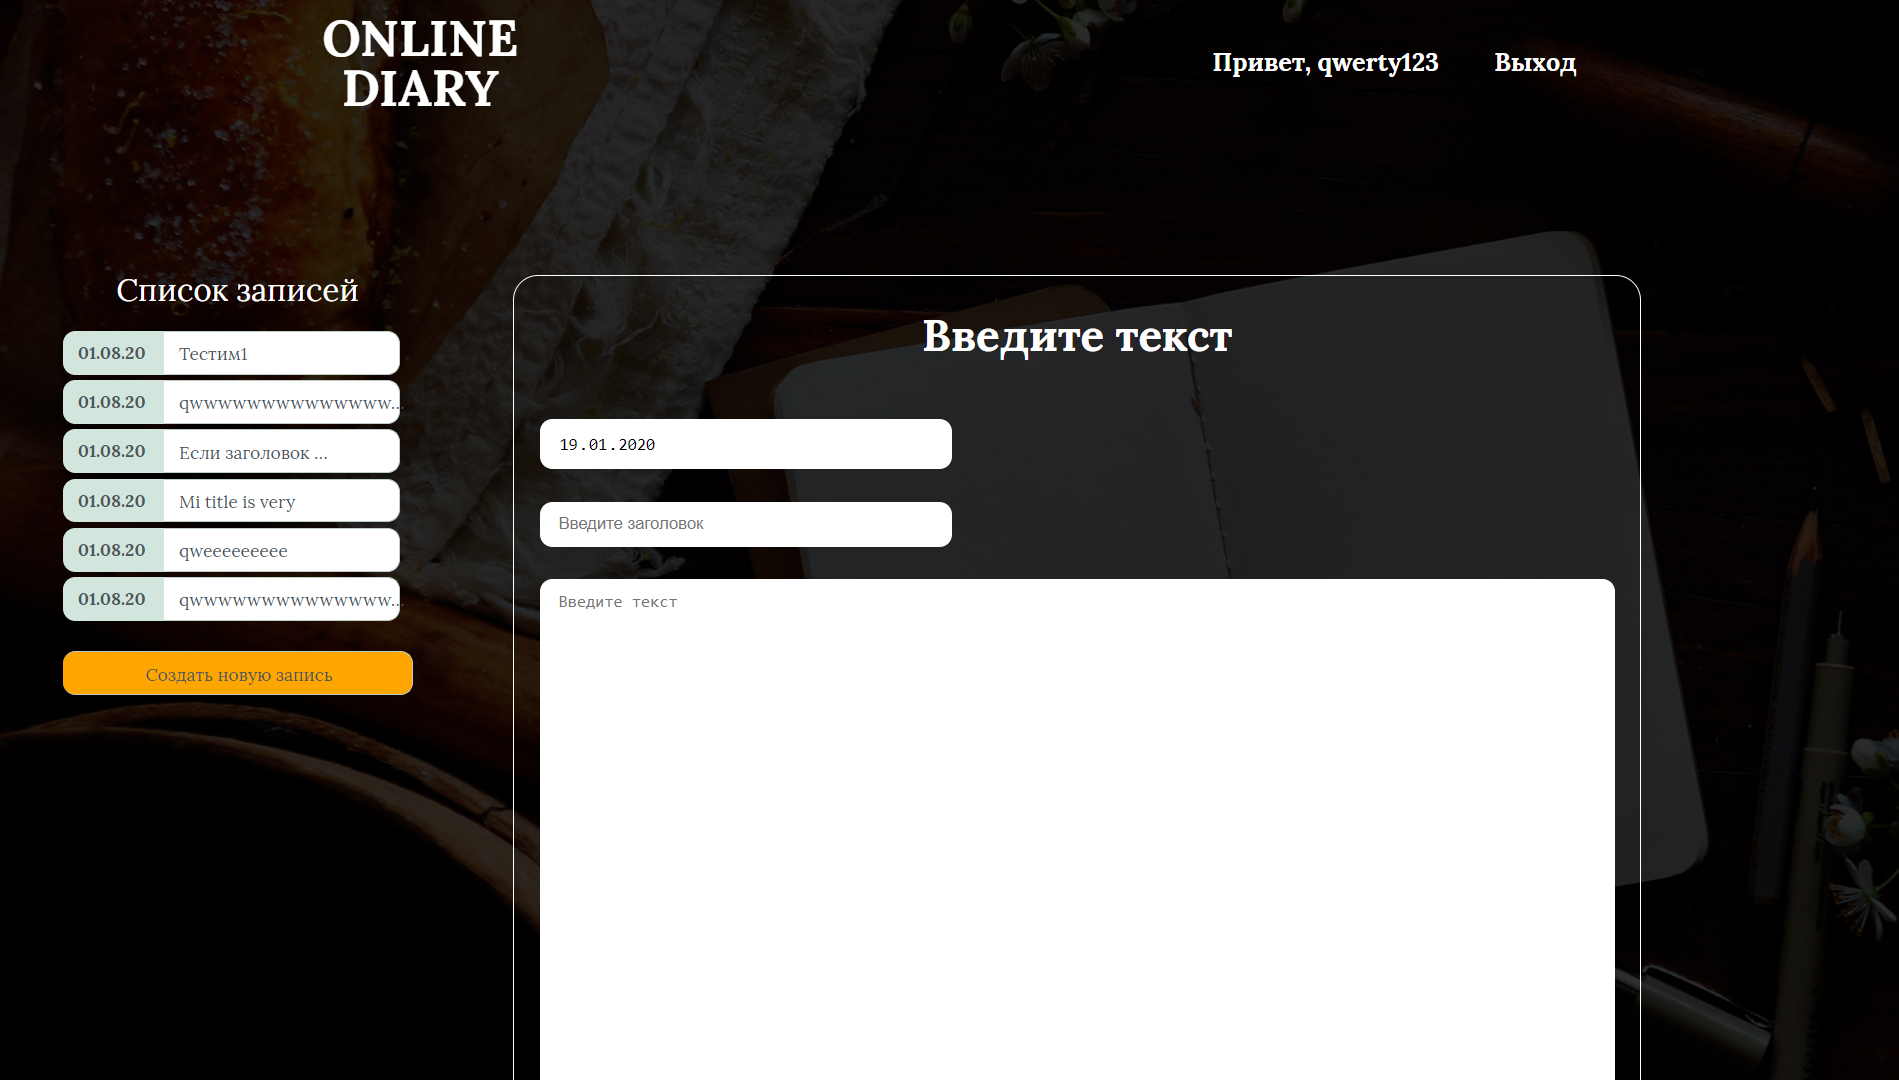 ONLINE
DIARY
Привет, qwerty123
Выход
Список записей
01.08.20 Тестим1
01.08.20 qwwwwwwwwwwwwww...
01.08.20 Если заголовок ...
01.08.20 Mi title is very
01.08.20 qweeeeeeeee
01.08.20 qwwwwwwwwwwwwww...
Создать новую запись
Введите текст
19.01.2020
Введите заголовок
Введите текст